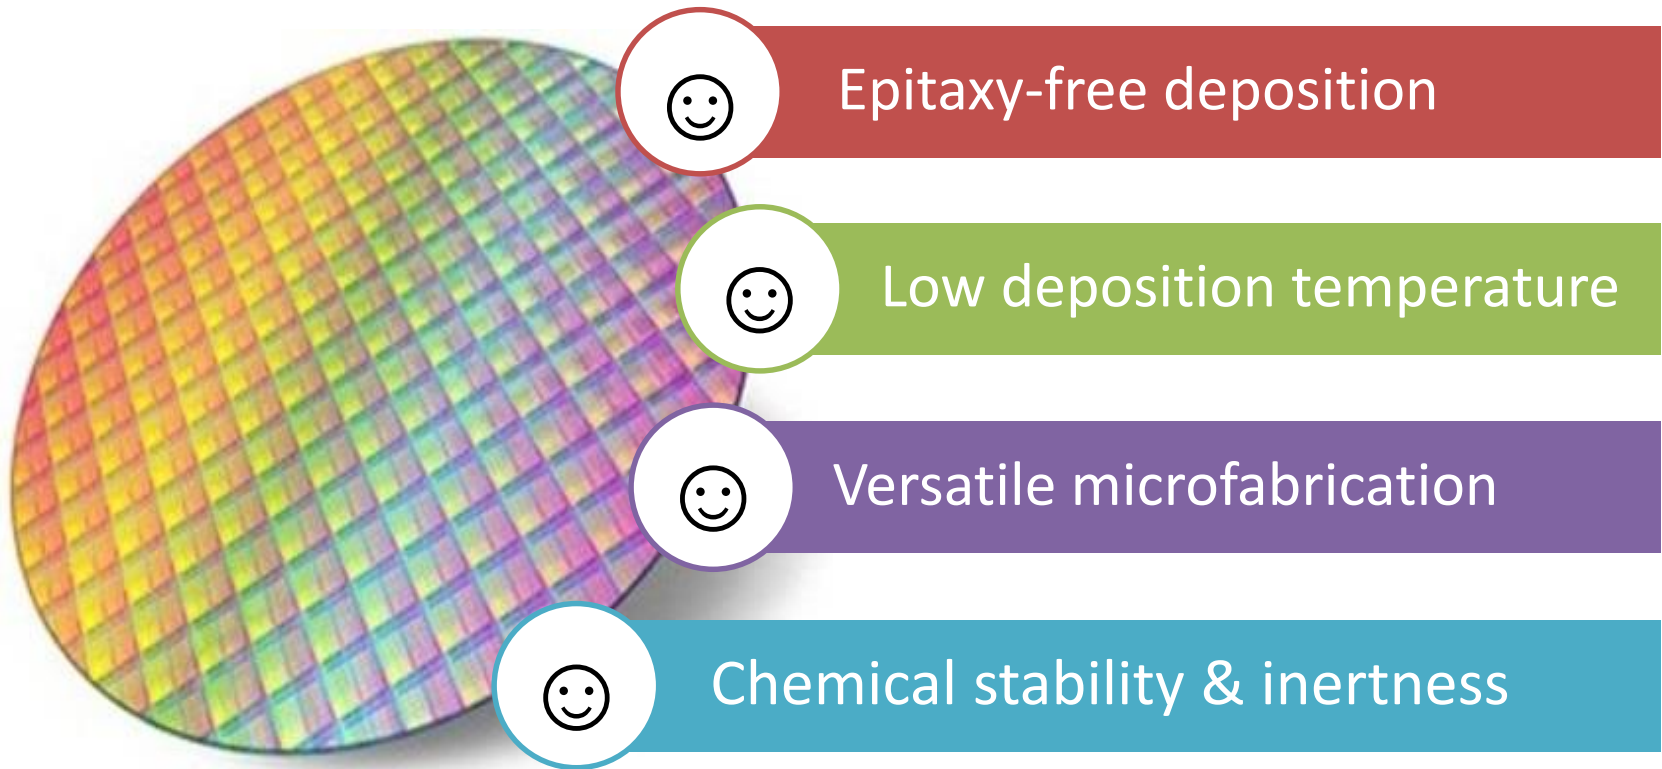 Epitaxy-free deposition
Low deposition temperature
Versatile microfabrication
Chemical stability & inertness